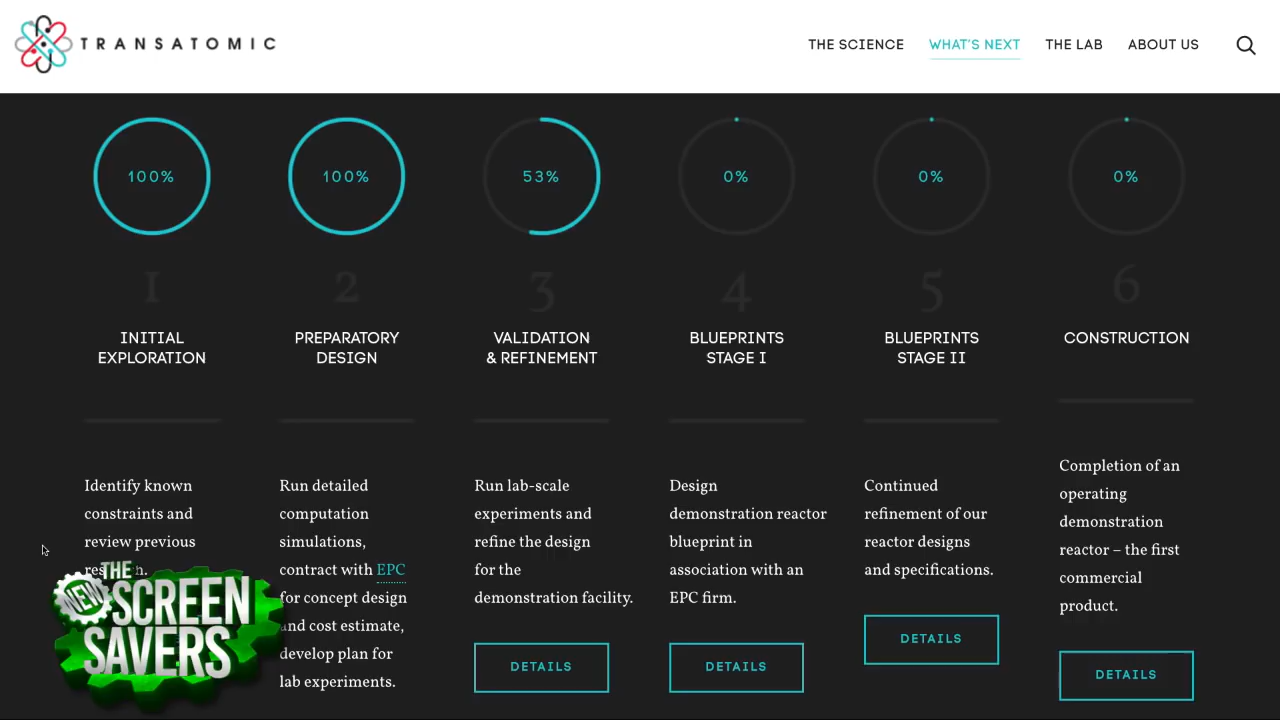 TRANSATOMIC
THE SCIENCE
WHAT'S NEXT
THE LAB
ABOUT US
100%
100%
53%
0%
0%
0%
1
2
3
4
5
6
INITIAL
EXPLORATION
PREPARATORY
DESIGN
VALIDATION
& REFINEMENT
BLUEPRINTS
STAGE I
BLUEPRINTS
STAGE II
CONSTRUCTION
Identify known
constraints and
review previous
Run detailed
computation
simulations,
contract with EPC
for concept design
and cost estimate,
develop plan for
lab experiments.
Run lab-scale
experiments and
refine the design
for the
demonstration facility.
DETAILS
Design
demonstration reactor
blueprint in
association with an
EPC firm.
DETAILS
Continued
refinement of our
reactor designs
and specifications.
DETAILS
Completion of an
operating
demonstration
reactor – the first
commercial
product.
DETAILS
THE
NEW
SCREEN
SAVERS